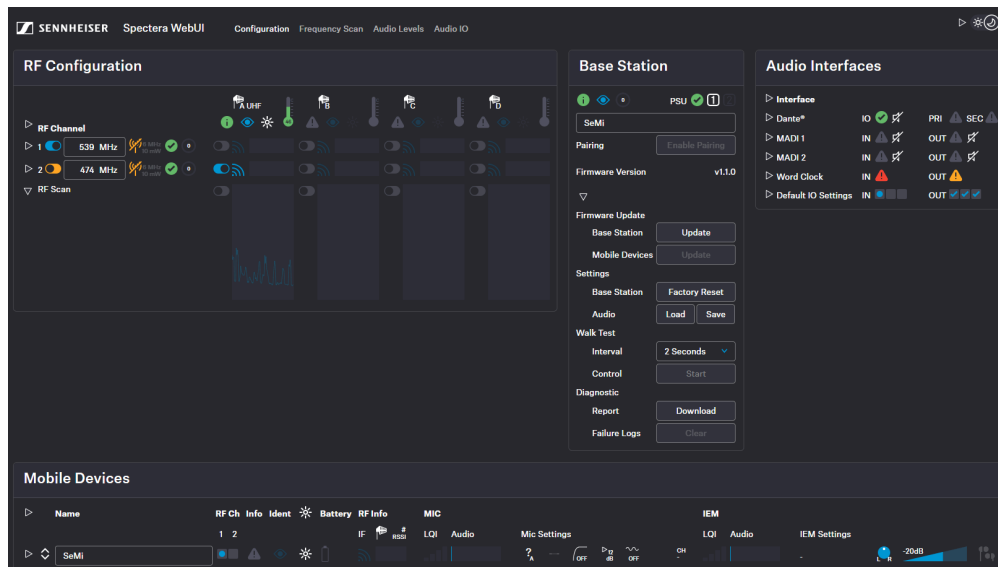 SENNHEISER Spectera WebUI Configuration Frequency Scan Audio Levels Audio IO
RF Configuration
A UHF B C D
RF Channel
1 539 MHz 8 MHz 50 mW
2 474 MHz
RF Scan
Base Station
PSU 1
SeMi
Pairing Enable Pairing
Firmware Version v1.1.0
Firmware Update
Base Station Update
Mobile Devices Update
Settings
Base Station Factory Reset
Audio Load Save
Walk Test
Interval 2 Seconds
Control Start
Diagnostic
Report Download
Failure Logs Clear
Audio Interfaces
Interface
Dante® IO PRI SEC
MADI 1 IN OUT
MADI 2 IN OUT
Word Clock IN OUT
Default IO Settings IN OUT
Mobile Devices
Name RF Ch Info Ident Battery RF Info MIC IEM
1 2 IF # RSSI LQI Audio Mic Settings LQI Audio IEM Settings
SeMi ? A -- OFF 12 dB OFF CH - - L R -20dB